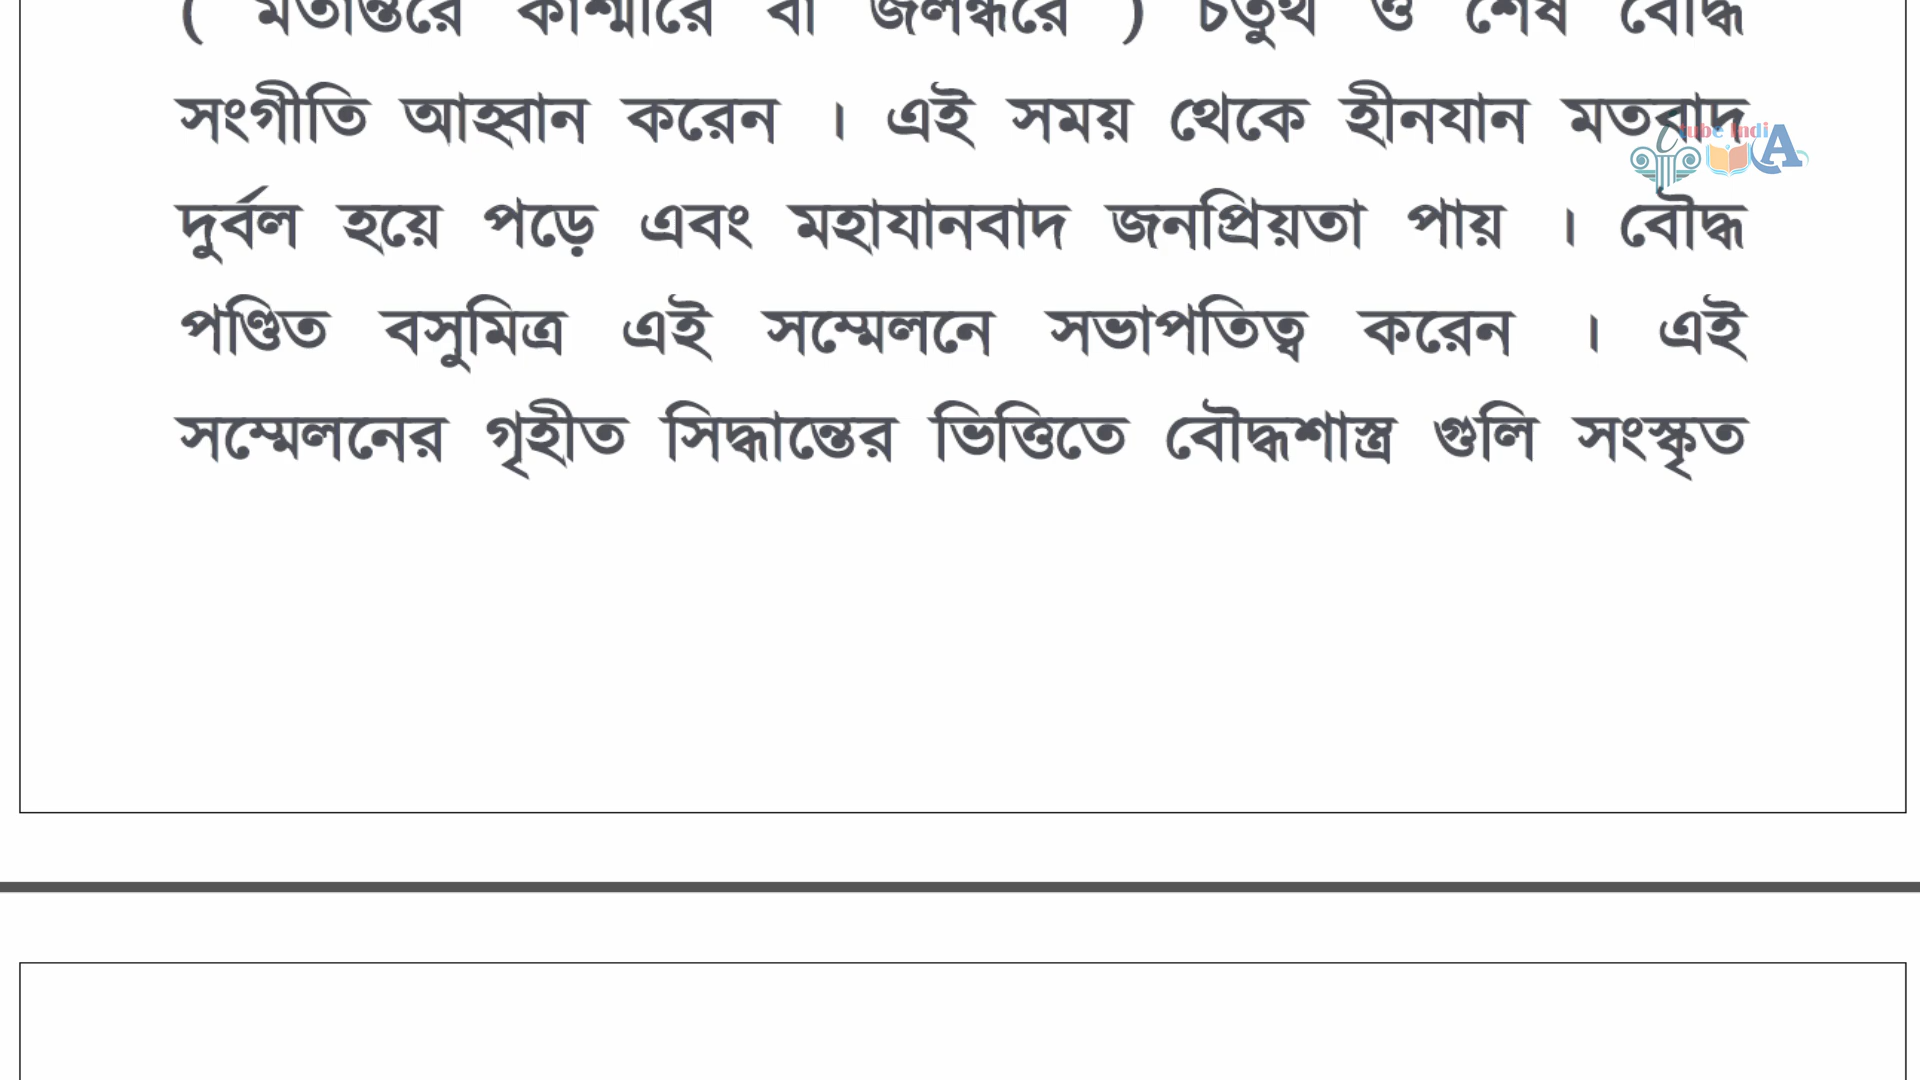 ( মতান্তরে কাশ্মীরে বা জলন্ধরে ) চতুর্থ ও শেষ বৌদ্ধ
সংগীতি আহ্বান করেন । এই সময় থেকে হীনযান মতবাদ
দুর্বল হয়ে পড়ে এবং মহাযানবাদ জনপ্রিয়তা পায় । বৌদ্ধ
পণ্ডিত বসুমিত্র এই সম্মেলনে সভাপতিত্ব করেন । এই
সম্মেলনের গৃহীত সিদ্ধান্তের ভিত্তিতে বৌদ্ধশাস্ত্র গুলি সংস্কৃত